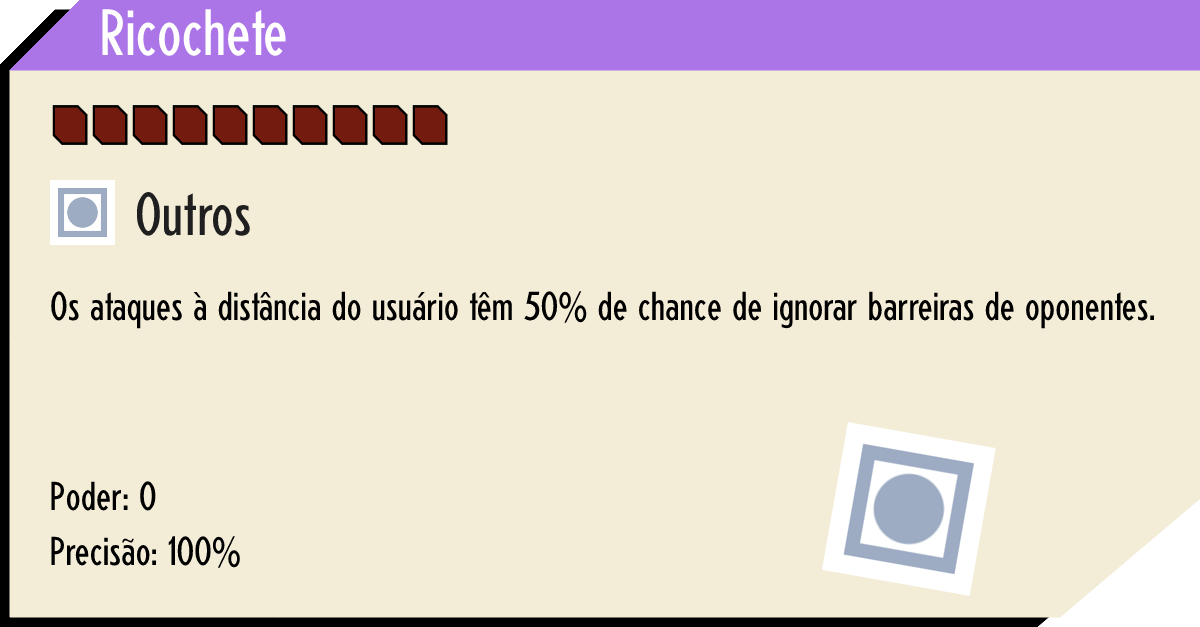 Ricochete
Outros
Os ataques à distância do usuário têm 50% de chance de ignorar barreiras de oponentes.
Poder: 0
Precisão: 100%